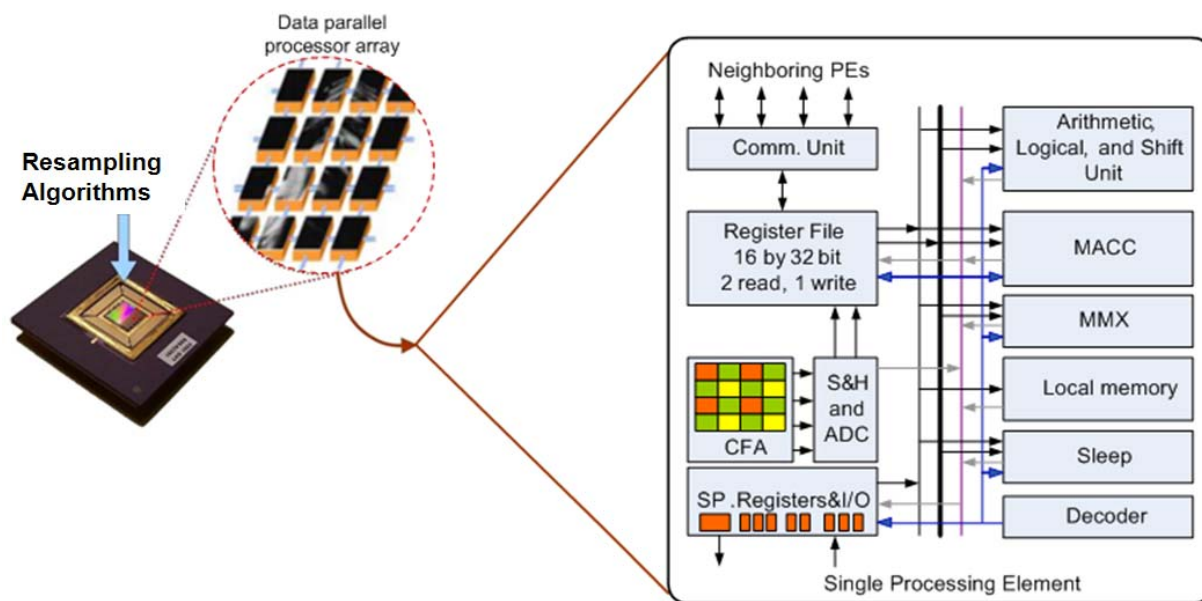 Data parallel
processor array
Resampling
Algorithms
Neighboring PEs
Comm. Unit
Register File
16 by 32 bit
2 read, 1 write
CFA
S&H
and
ADC
SP .Registers&I/O
Arithmetic,
Logical, and Shift
Unit
MACC
MMX
Local memory
Sleep
Decoder
Single Processing Element